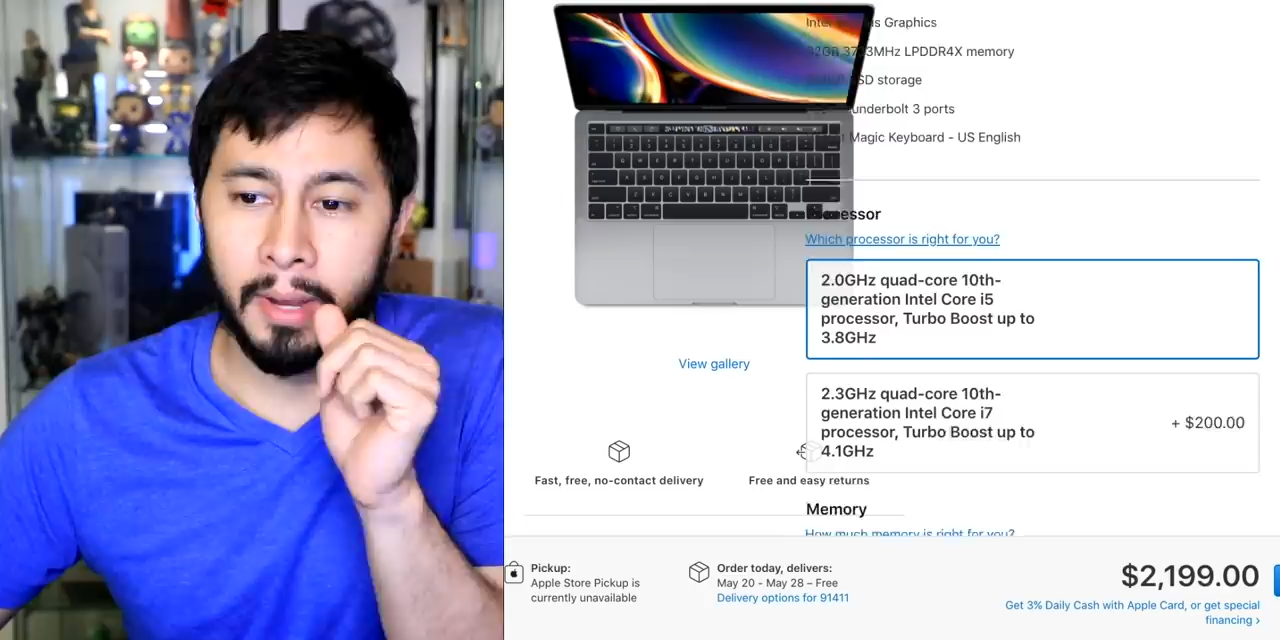 Graphics
LPDDR4X memory
storage
3 ports
Magic Keyboard - US English
Which processor is right for you?
2.0GHz quad-core 10th-
generation Intel Core i5
processor, Turbo Boost up to
3.8GHz
View gallery
2.3GHz quad-core 10th-
generation Intel Core i7
processor, Turbo Boost up to
4.1GHz
+ $200.00
Fast, free, no-contact delivery
Free and easy returns
Memory
How much memory is right for you?
Pickup:
Apple Store Pickup is
currently unavailable
Order today, delivers:
May 20 - May 28 – Free
Delivery options for 91411
$2,199.00
Get 3% Daily Cash with Apple Card, or get special
financing ›